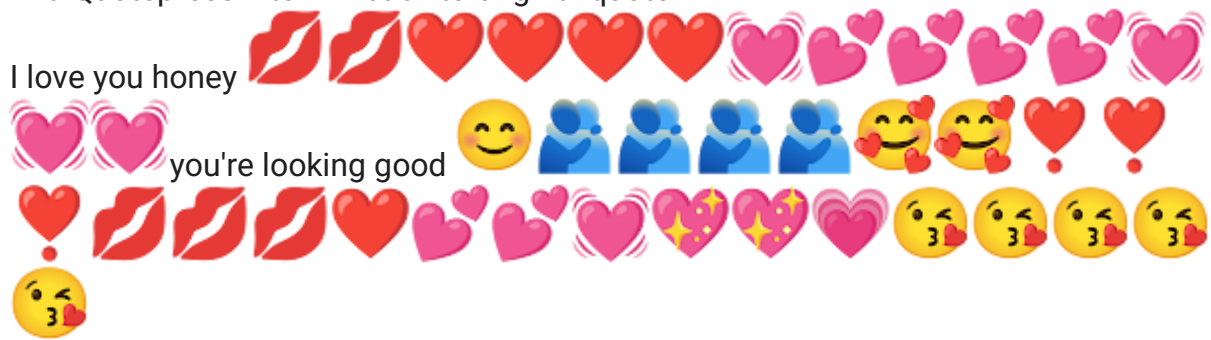 I love you honey 💋💋❤️❤️❤️❤️💓💕💕💕💕💓
💓💓you're looking good 😊🫂🫂🫂🫂🥰🥰❣️❣️
❣️💋💋💋❤️💕💕💓💖💖💗😘😘😘😘
😘